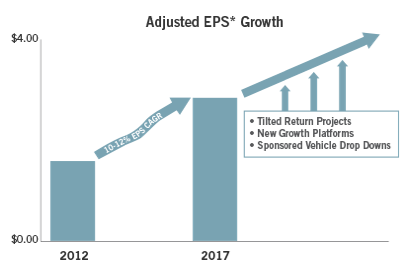 Adjusted EPS* Growth
$4.00
10-12% EPS CAGR
• Tilted Return Projects
• New Growth Platforms
• Sponsored Vehicle Drop Downs
$0.00
2012
2017